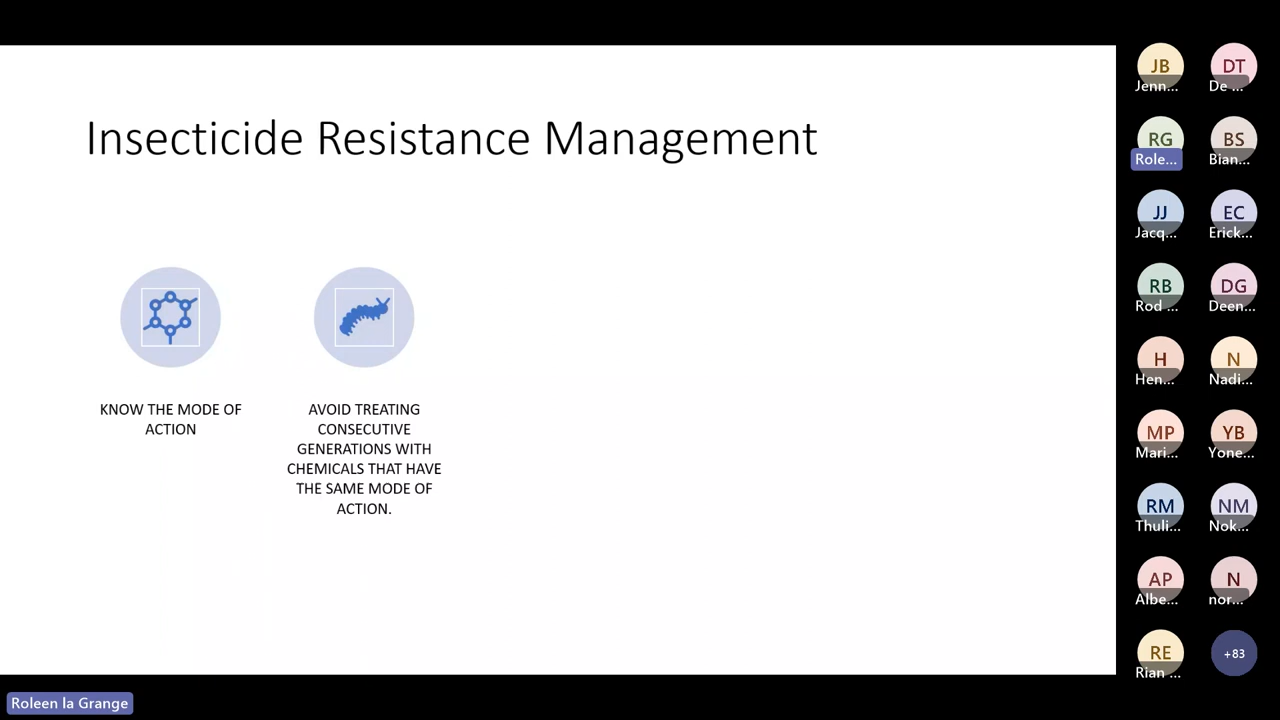 Insecticide Resistance Management
KNOW THE MODE OF
ACTION
AVOID TREATING
CONSECUTIVE
GENERATIONS WITH
CHEMICALS THAT HAVE
THE SAME MODE OF
ACTION.
JB
Jenn...
DT
De ...
RG
Role...
BS
Bian...
JJ
Jacq...
EC
Erick...
RB
Rod ...
DG
Deen...
H
Hen...
N
Nadi...
MP
Mari...
YB
Yone...
RM
Thuli...
NM
Nok...
AP
Albe...
N
nor...
RE
Rian ...
+83
Roleen la Grange